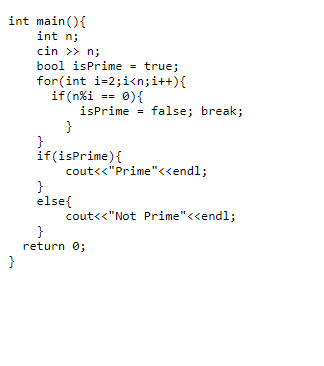 int main(){
    int n;
    cin >> n;
    bool isPrime = true;
    for(int i=2;i<n;i++){
      if(n%i == 0){
          isPrime = false; break;
        }
    }
    if(isPrime){
        cout<<"Prime"<<endl;
    }
    else{
        cout<<"Not Prime"<<endl;
    }
  return 0;
}